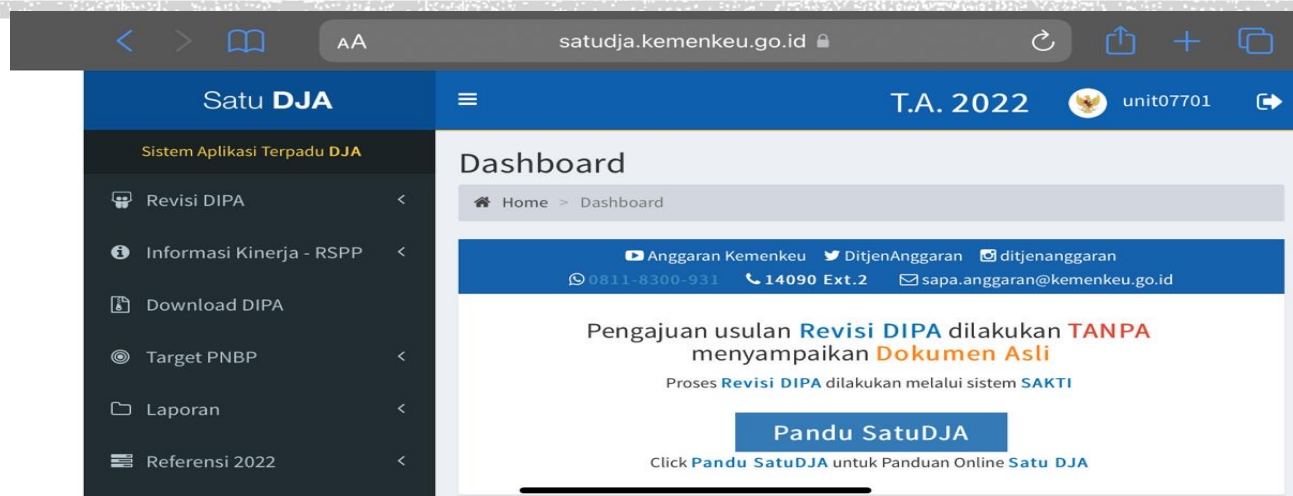 AA
satudja.kemenkeu.go.id
Satu DJA
T.A. 2022
unit07701
Sistem Aplikasi Terpadu DJA
Revisi DIPA
Informasi Kinerja - RSPP
Download DIPA
Target PNBP
Laporan
Referensi 2022
Dashboard
Home > Dashboard
Anggaran Kemenkeu DitjenAnggaran ditjenanggaran
0811-8300-931 14090 Ext.2 sapa.anggaran@kemenkeu.go.id
Pengajuan usulan Revisi DIPA dilakukan TANPA
menyampaikan Dokumen Asli
Proses Revisi DIPA dilakukan melalui sistem SAKTI
Pandu SatuDJA
Click Pandu SatuDJA untuk Panduan Online Satu DJA